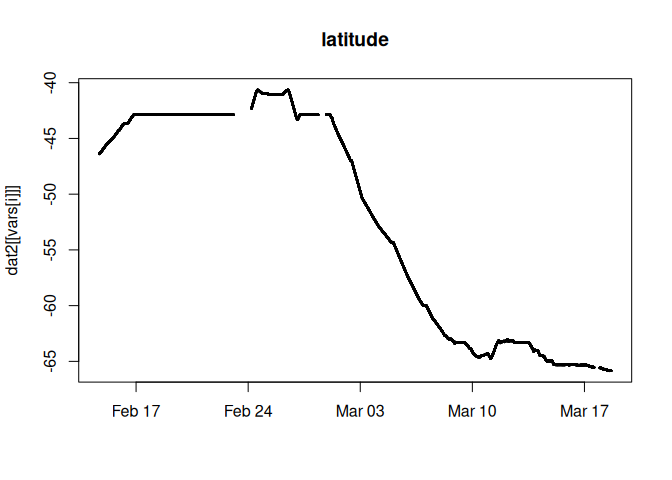 latitude
dat2[[vars[i]]]
-40
-45
-50
-55
-60
-65
Feb 17
Feb 24
Mar 03
Mar 10
Mar 17